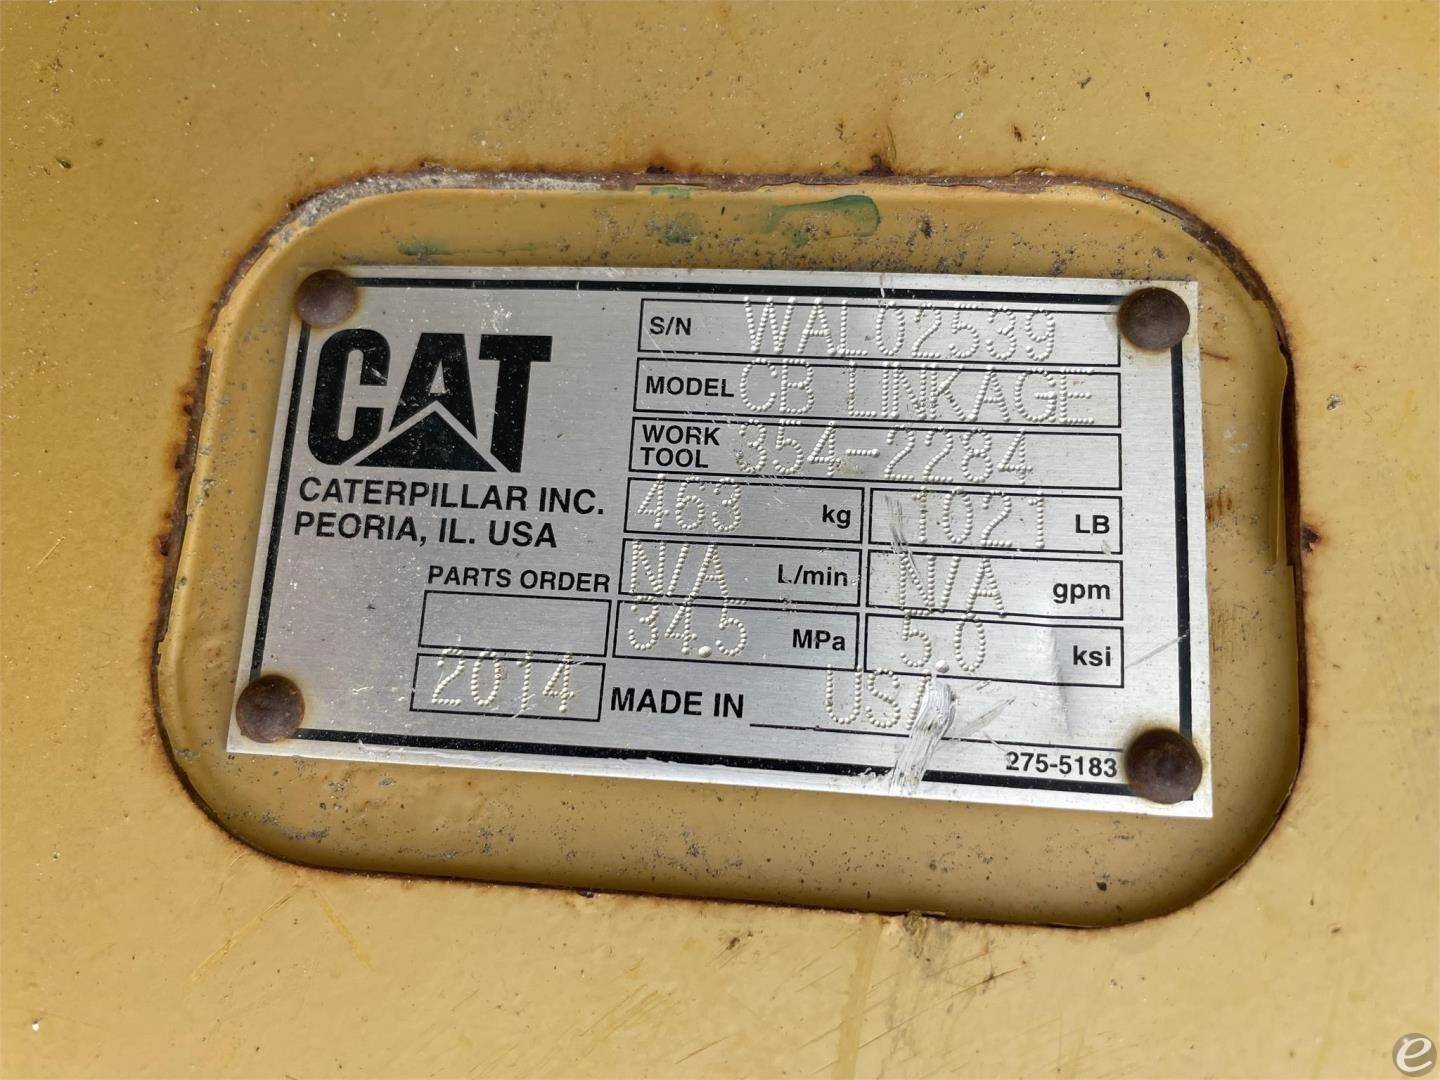 CAT
CATERPILLAR INC.
PEORIA, IL. USA
S/N WAL02539
MODEL CB LINKAGE
WORK TOOL 354-2284
463 kg 1021 LB
N/A L/min N/A gpm
PARTS ORDER
34.5 MPa 5.0 ksi
2014 MADE IN USA
275-5183
e